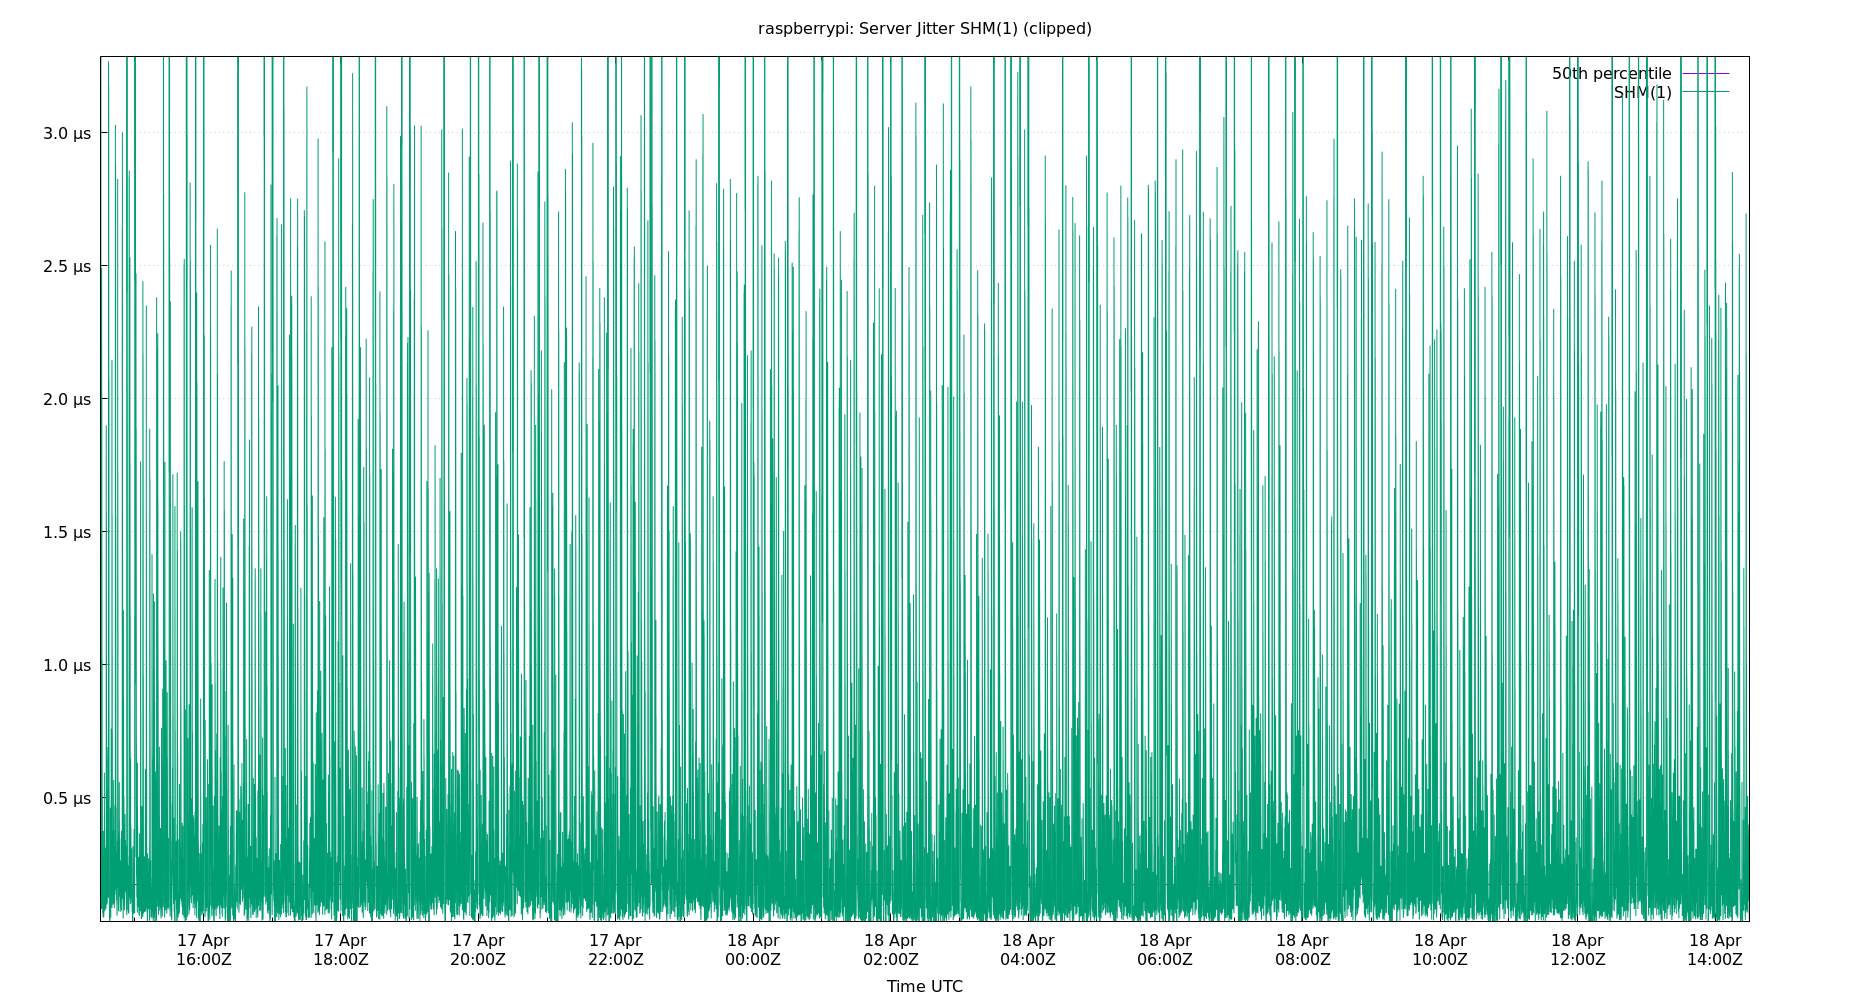 raspberrypi: Server Jitter SHM(1) (clipped)
50th percentile
SHM(1)
3.0 µs
2.5 µs
2.0 µs
1.5 µs
1.0 µs
0.5 µs
17 Apr 17 Apr 17 Apr 17 Apr 18 Apr 18 Apr 18 Apr 18 Apr 18 Apr 18 Apr 18 Apr 18 Apr
16:00Z 18:00Z 20:00Z 22:00Z 00:00Z 02:00Z 04:00Z 06:00Z 08:00Z 10:00Z 12:00Z 14:00Z
Time UTC